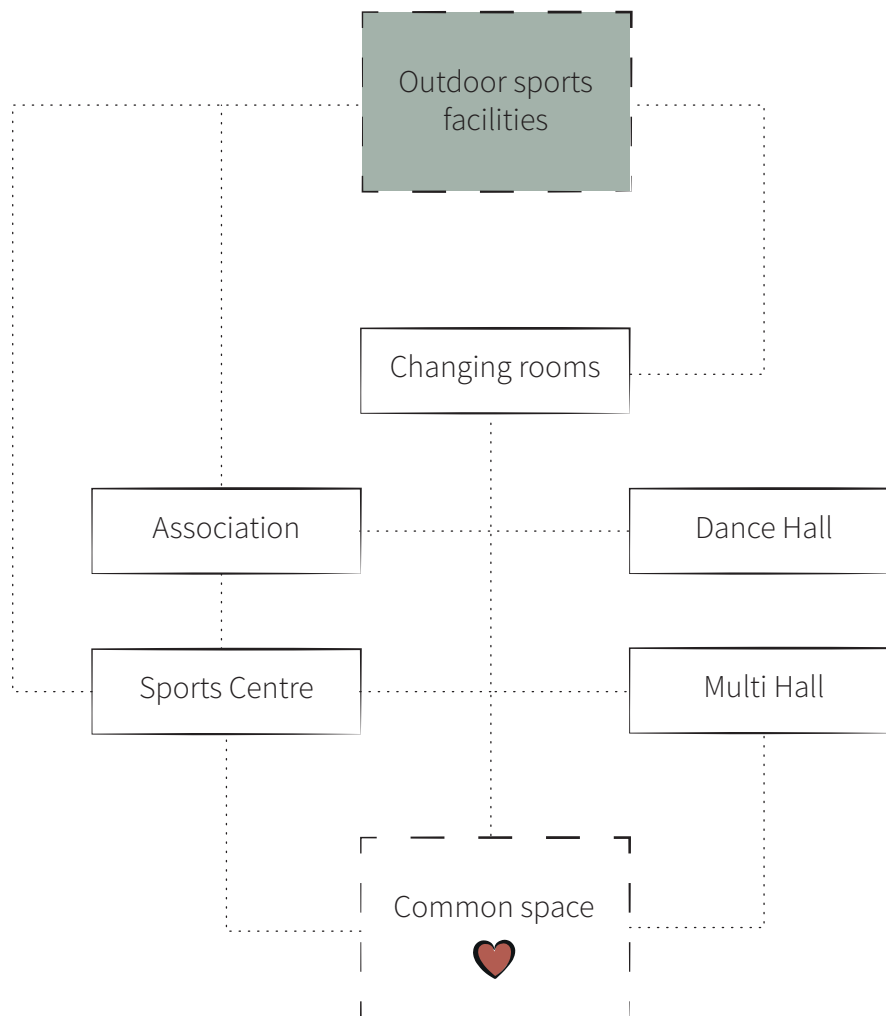 Outdoor sports
facilities
Changing rooms
Association
Dance Hall
Sports Centre
Multi Hall
Common space